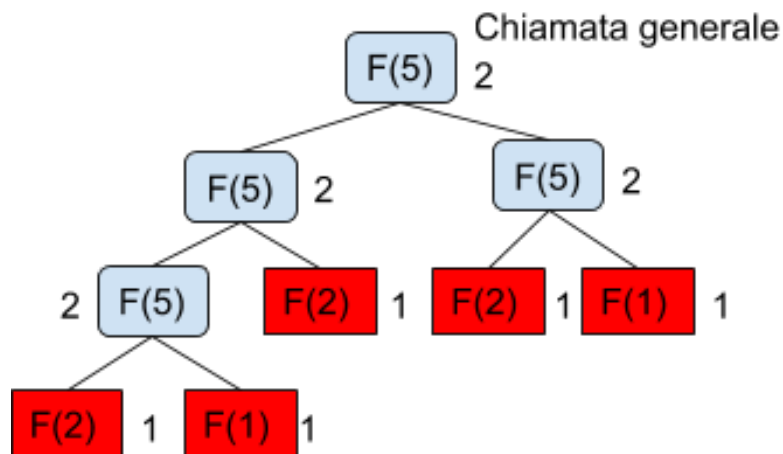 Chiamata generale
F(5) 2
F(5) 2 F(5) 2
2 F(5) F(2) 1 F(2) 1 F(1) 1
F(2) 1 F(1) 1